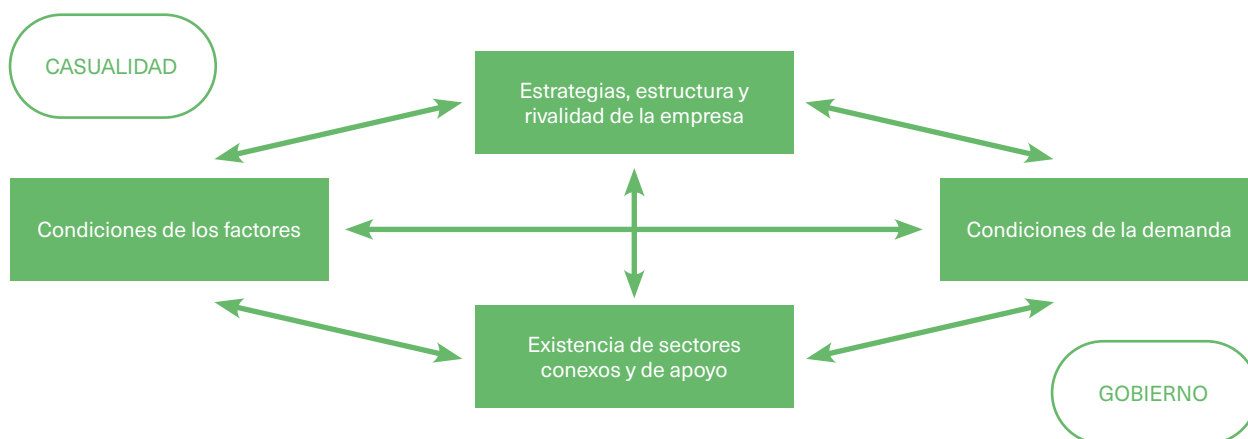 CASUALIDAD
Estrategias, estructura y
rivalidad de la empresa
Condiciones de los factores
Condiciones de la demanda
Existencia de sectores
conexos y de apoyo
GOBIERNO